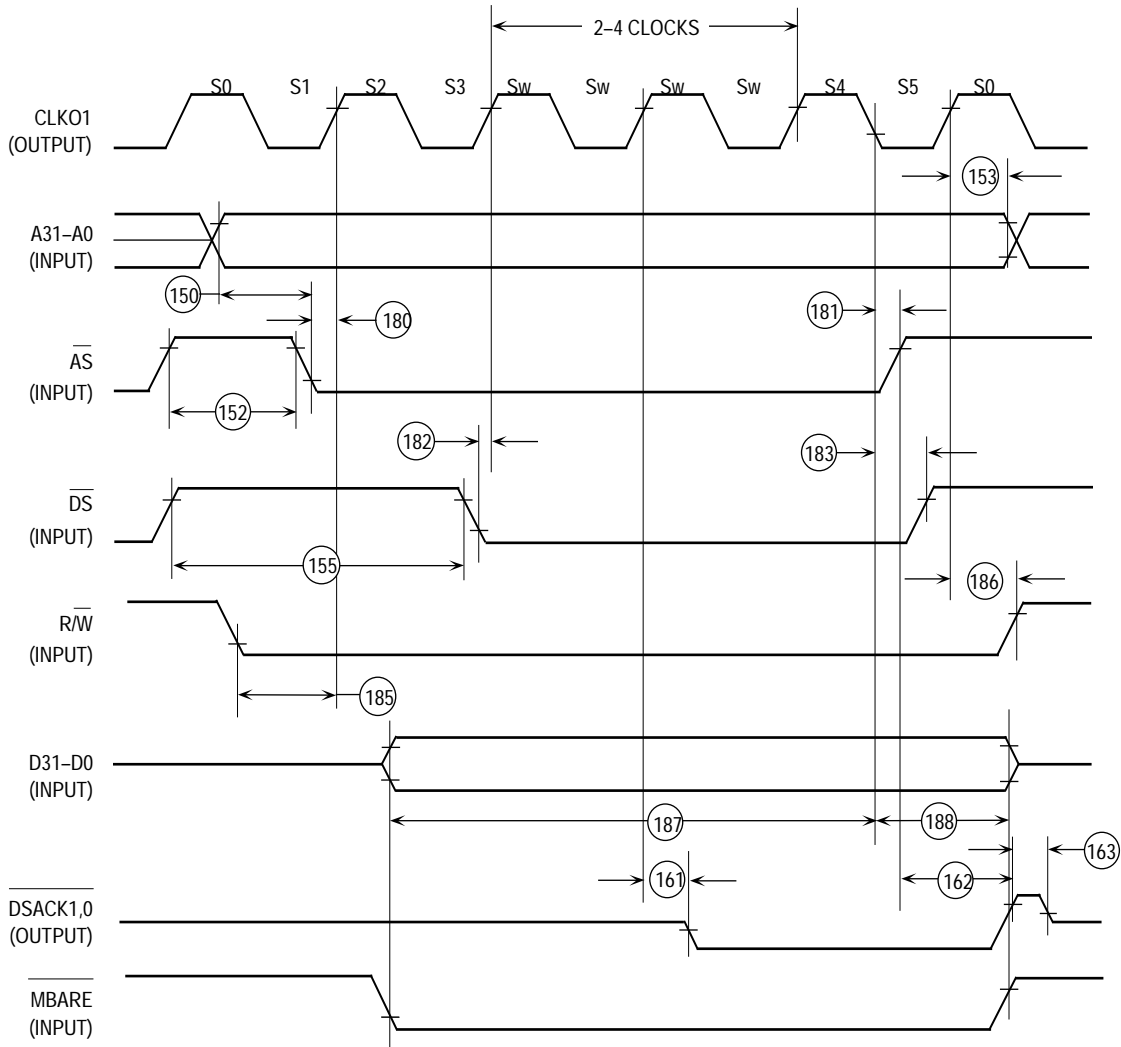 2–4 CLOCKS
S0 S1 S2 S3 Sw Sw Sw Sw S4 S5 S0
CLKO1
(OUTPUT)
153
A31–A0
(INPUT)
150
180
181
AS
(INPUT)
152
182
183
DS
(INPUT)
155
186
R/W
(INPUT)
185
D31–D0
(INPUT)
187
188
163
161
162
DSACK1,0
(OUTPUT)
MBARE
(INPUT)